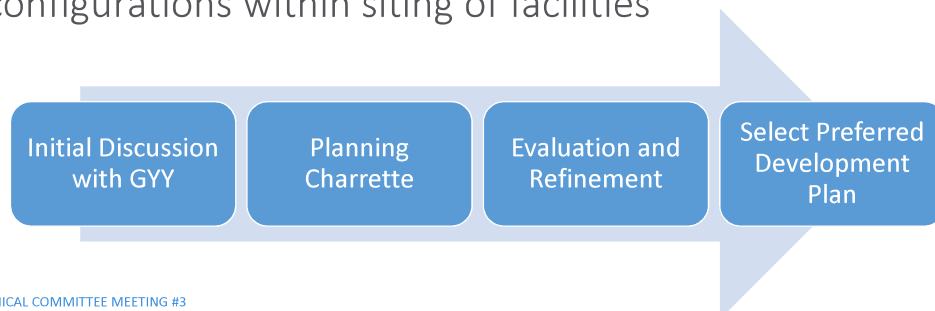 configurations within siting of facilities
Initial Discussion
with GYY
Planning
Charrette
Evaluation and
Refinement
Select Preferred
Development
Plan
NICAL COMMITTEE MEETING #3